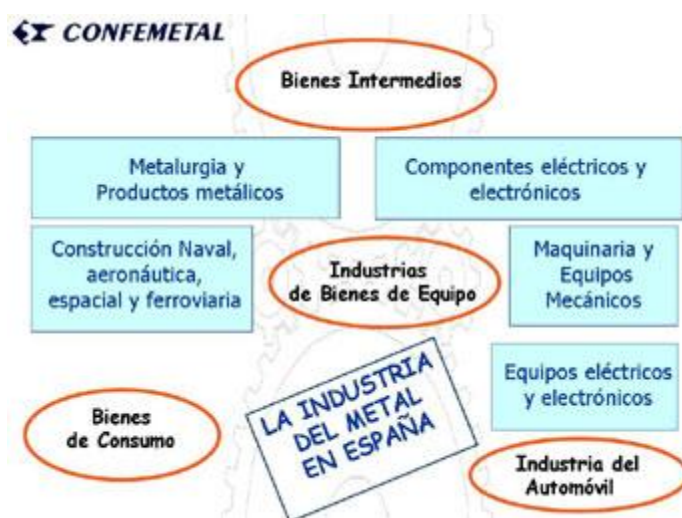 CONFEMETAL
Bienes Intermedios
Metalurgia y
Productos metálicos
Componentes eléctricos y
electrónicos
Construcción Naval,
aeronáutica,
espacial y ferroviaria
Industrias
de Bienes de Equipo
Maquinaria y
Equipos
Mecánicos
LA INDUSTRIA
DEL METAL
EN ESPAÑA
Equipos eléctricos
y electrónicos
Bienes
de Consumo
Industria del
Automóvil